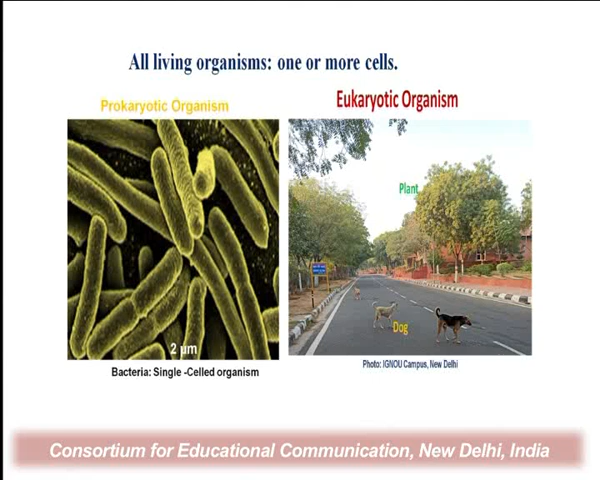 All living organisms: one or more cells.
Prokaryotic Organism
Eukaryotic Organism
Plant
Dog
2 µm
Bacteria: Single -Celled organism
Photo: IGNOU Campus, New Delhi
Consortium for Educational Communication, New Delhi, India